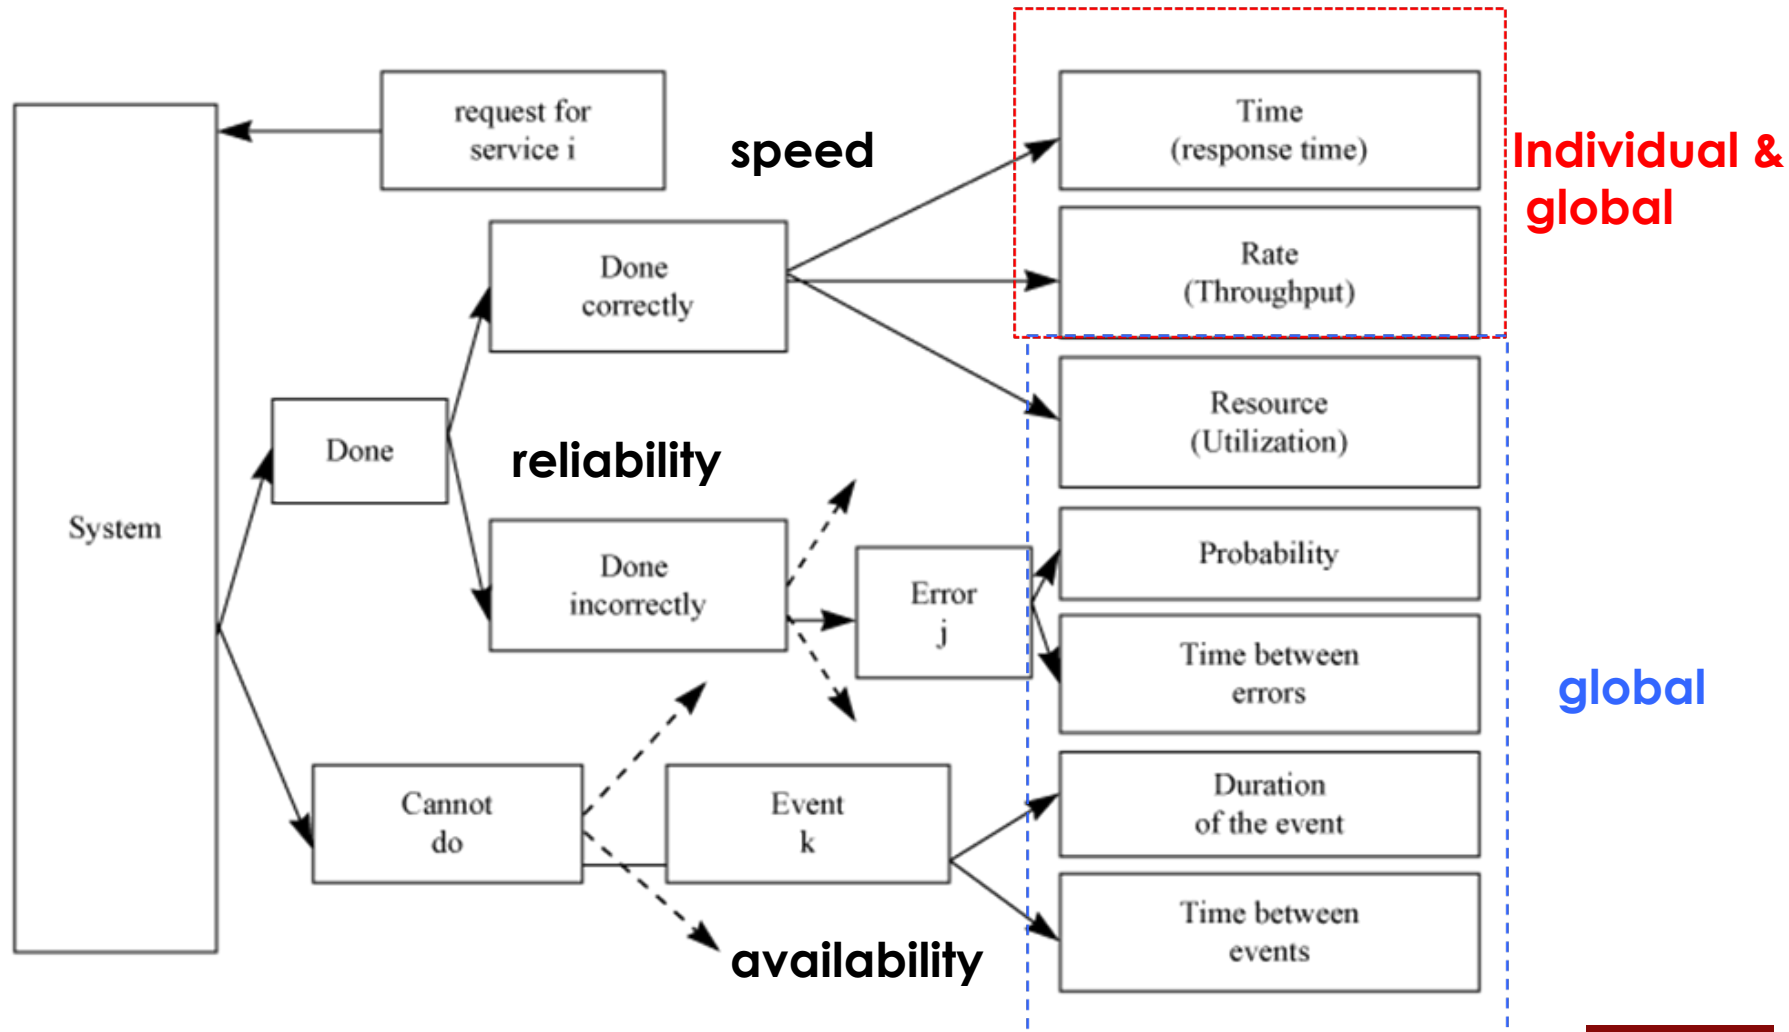 request for
service i
speed
Time
(response time)
Individual &
global
Rate
(Throughput)
Done
correctly
Resource
(Utilization)
Done
reliability
System
Done
incorrectly
Error
j
Probability
Time between
errors
global
Cannot
do
Event
k
Duration
of the event
availability
Time between
events